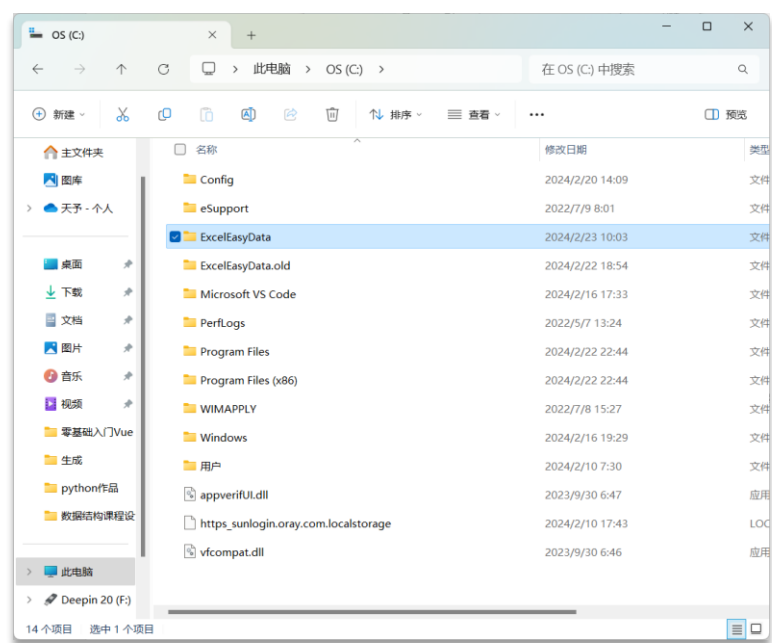 OS (C:)
此电脑 > OS (C:) >
在 OS (C:) 中搜索
新建
排序
查看
预览
主文件夹
图库
天予 - 个人
桌面
下载
文档
图片
音乐
视频
零基础入门Vue
生成
python作品
数据结构课程设
此电脑
Deepin 20 (F:)
名称 修改日期 类型
Config 2024/2/20 14:09 文件
eSupport 2022/7/9 8:01 文件
ExcelEasyData 2024/2/23 10:03 文件
ExcelEasyData.old 2024/2/22 18:54 文件
Microsoft VS Code 2024/2/16 17:33 文件
PerfLogs 2022/5/7 13:24 文件
Program Files 2024/2/22 22:44 文件
Program Files (x86) 2024/2/22 22:44 文件
WIMAPPLY 2022/7/8 15:27 文件
Windows 2024/2/16 19:29 文件
用户 2024/2/10 7:30 文件
appverifUI.dll 2023/9/30 6:47 应用
https_sunlogin.oray.com.localstorage 2024/2/10 17:43 LOC
vfcompat.dll 2023/9/30 6:46 应用
14 个项目 选中 1 个项目